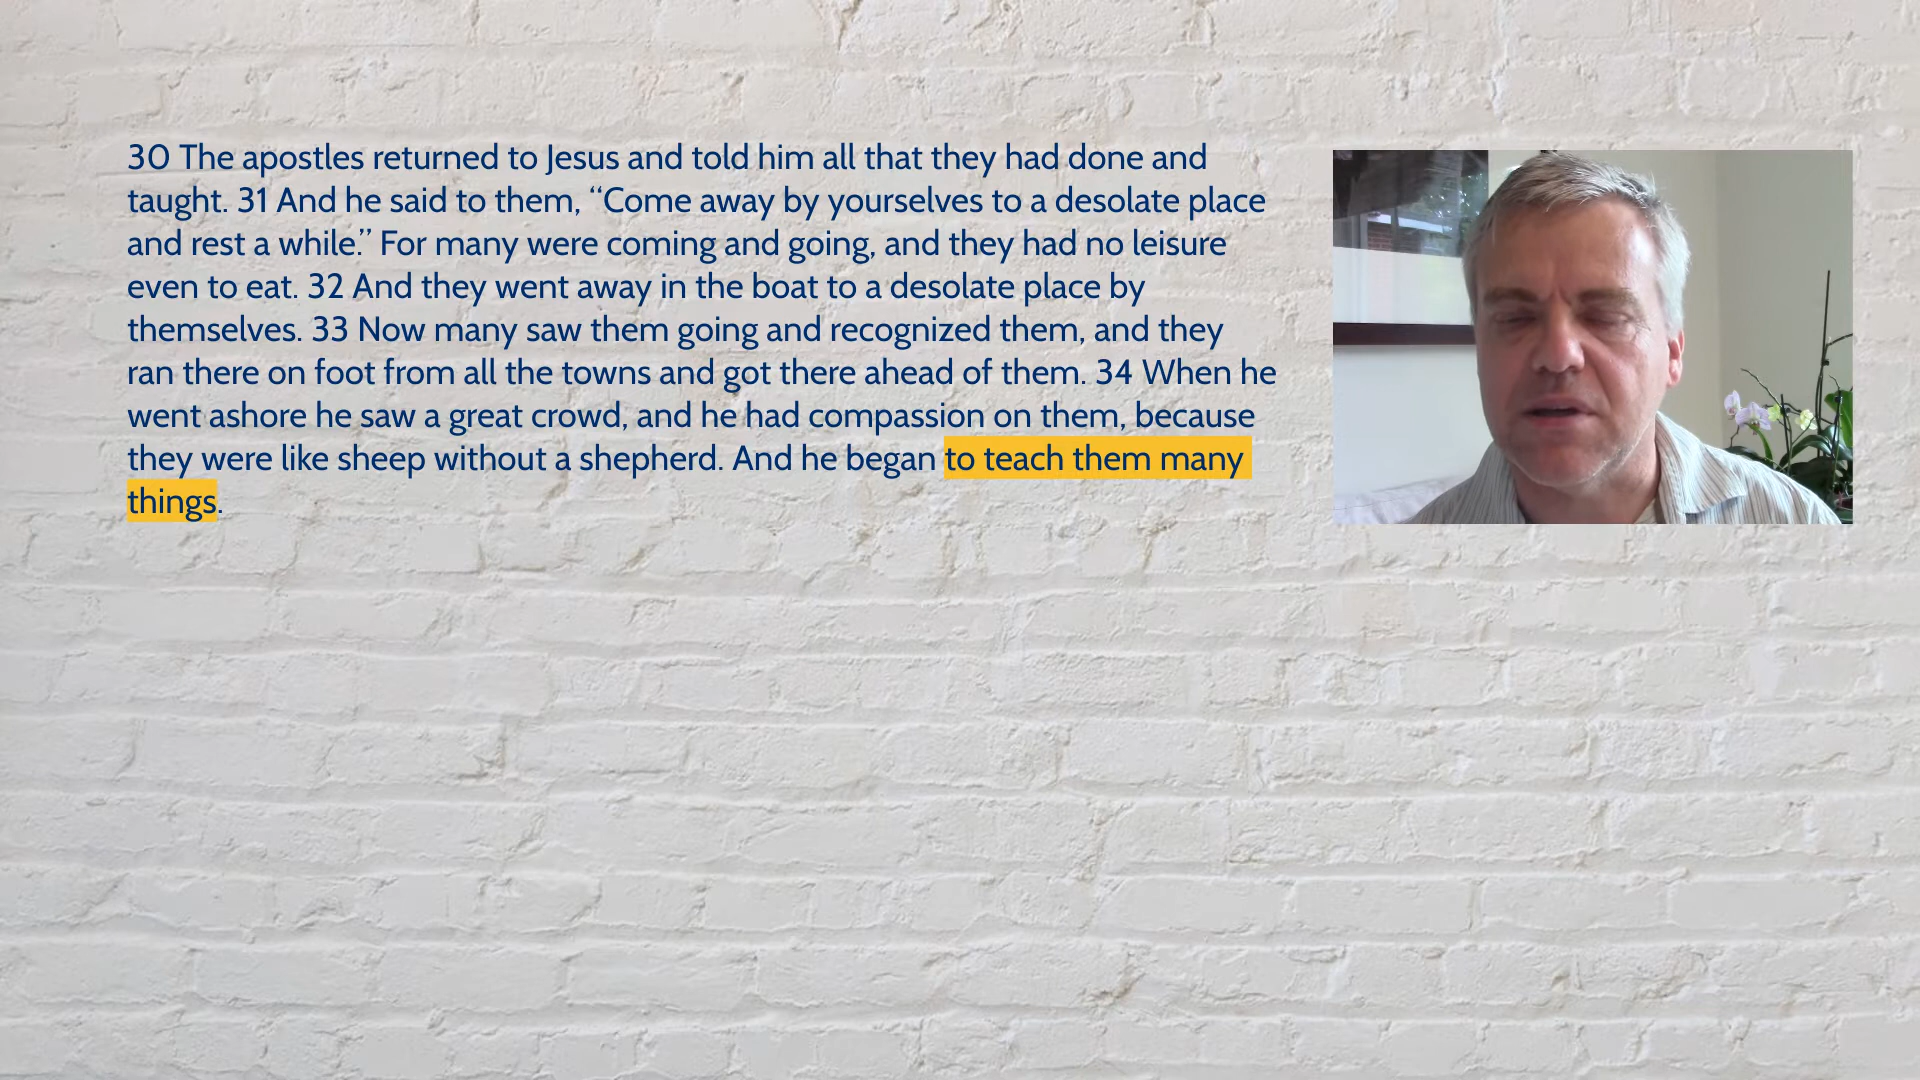 30 The apostles returned to Jesus and told him all that they had done and
taught. 31 And he said to them, “Come away by yourselves to a desolate place
and rest a while.” For many were coming and going, and they had no leisure
even to eat. 32 And they went away in the boat to a desolate place by
themselves. 33 Now many saw them going and recognized them, and they
ran there on foot from all the towns and got there ahead of them. 34 When he
went ashore he saw a great crowd, and he had compassion on them, because
they were like sheep without a shepherd. And he began to teach them many
things.